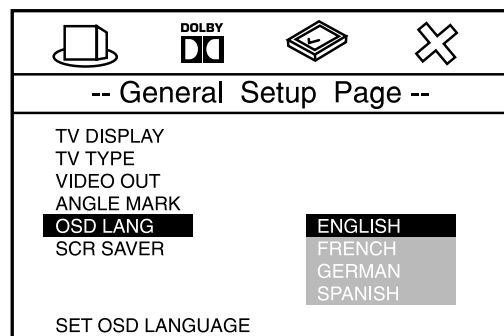 DOLBY
-- General Setup Page --
TV DISPLAY
TV TYPE
VIDEO OUT
ANGLE MARK
OSD LANG ENGLISH
SCR SAVER FRENCH
GERMAN
SPANISH
SET OSD LANGUAGE